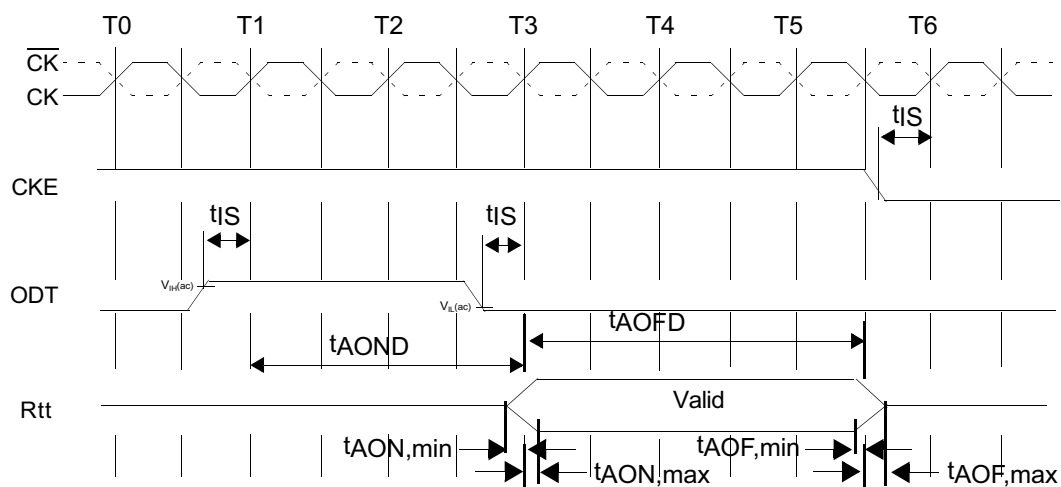 T0 T1 T2 T3 T4 T5 T6
CK
CK
tIS
CKE
tIS tIS
VIH(ac)
ODT
VIL(ac)
tAOFD
tAOND
Rtt
Valid
tAON,min tAOF,min
tAON,max tAOF,max